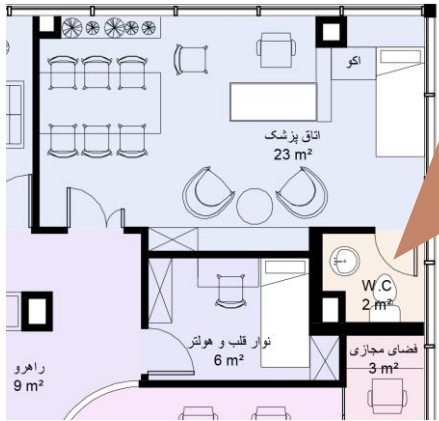 اکو
اتاق پزشک
23 m²
W.C
2 m²
نوار قلب و هولتر
6 m²
فضای مجازی
3 m²
راهرو
9 m²